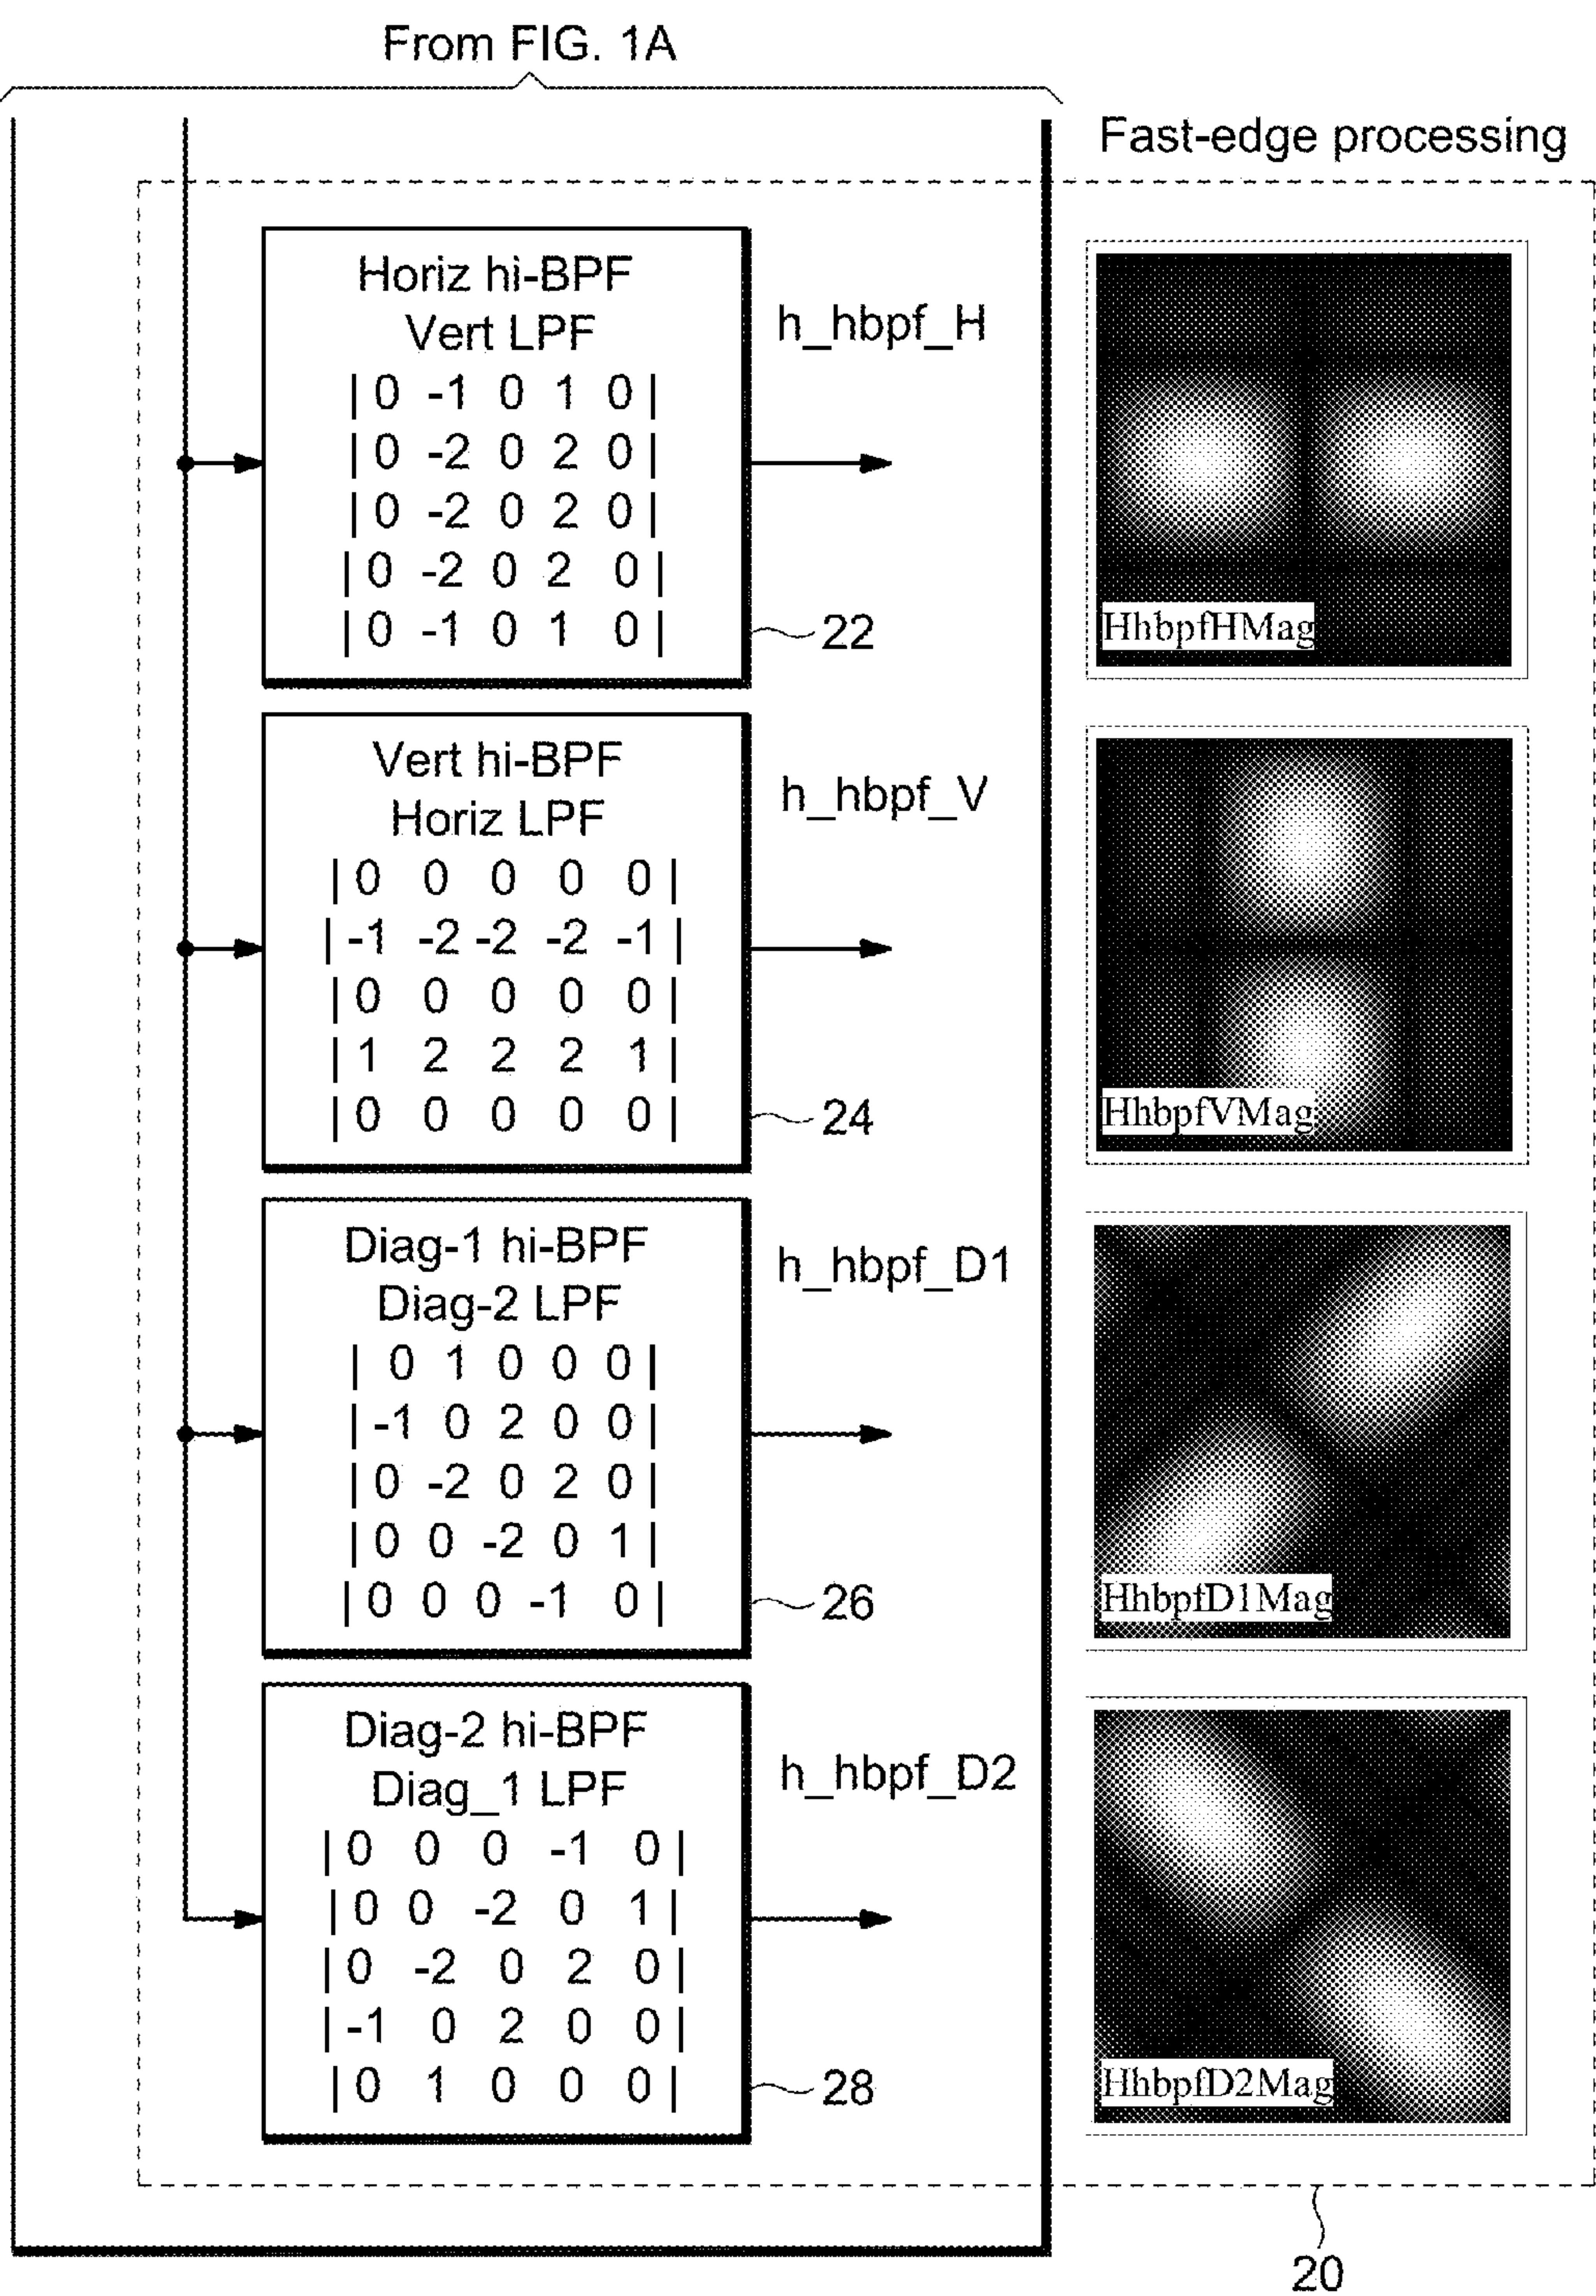 From FIG. 1A
Fast-edge processing
Horiz hi-BPF
Vert LPF
| 0 -1 0 1 0 |
| 0 -2 0 2 0 |
| 0 -2 0 2 0 |
| 0 -2 0 2 0 |
| 0 -1 0 1 0 |
22
h_hbpf_H
HhbpfHMag
Vert hi-BPF
Horiz LPF
| 0 0 0 0 0 |
| -1 -2 -2 -2 -1 |
| 0 0 0 0 0 |
| 1 2 2 2 1 |
| 0 0 0 0 0 |
24
h_hbpf_V
HhbpfVMag
Diag-1 hi-BPF
Diag-2 LPF
| 0 1 0 0 0 |
| -1 0 2 0 0 |
| 0 -2 0 2 0 |
| 0 0 -2 0 1 |
| 0 0 0 -1 0 |
26
h_hbpf_D1
HhbpfD1Mag
Diag-2 hi-BPF
Diag_1 LPF
| 0 0 0 -1 0 |
| 0 0 -2 0 1 |
| 0 -2 0 2 0 |
| -1 0 2 0 0 |
| 0 1 0 0 0 |
28
h_hbpf_D2
HhbpfD2Mag
20